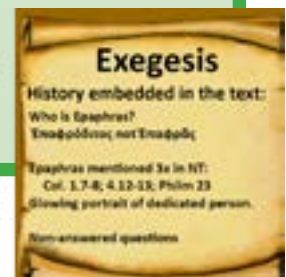 Exegesis
History embedded in the text:
Who is Epaphras?
Ἐπαφρόδιτος not Ἐπαφρᾶς
Epaphras mentioned 3x in NT:
Col. 1.7-8; 4.12-13; Philm 23
Glowing portrait of dedicated person.
Non-answered questions